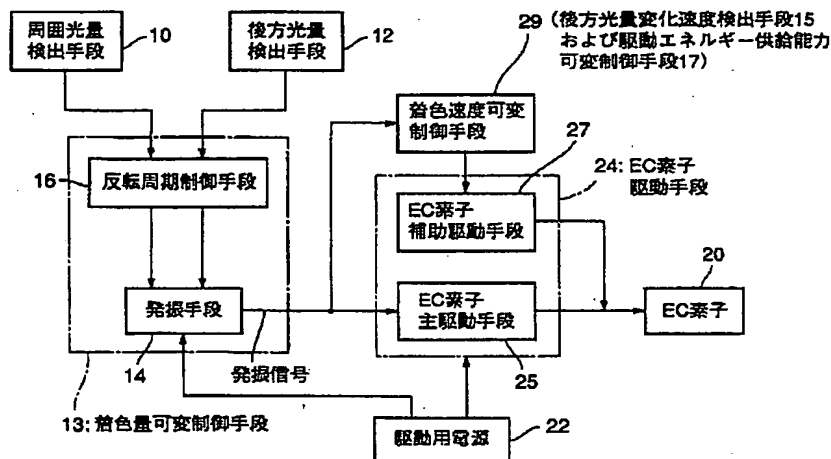 周囲光量
検出手段
10
後方光量
検出手段
12
29（後方光量変化速度検出手段15
および駆動エネルギー供給能力
可変制御手段17）
着色速度可変
制御手段
27
16
反転周期制御手段
24：EC素子
駆動手段
EC素子
補助駆動手段
20
発振手段
EC素子
主駆動手段
EC素子
14
発振信号
25
13：着色量可変制御手段
駆動用電源
22